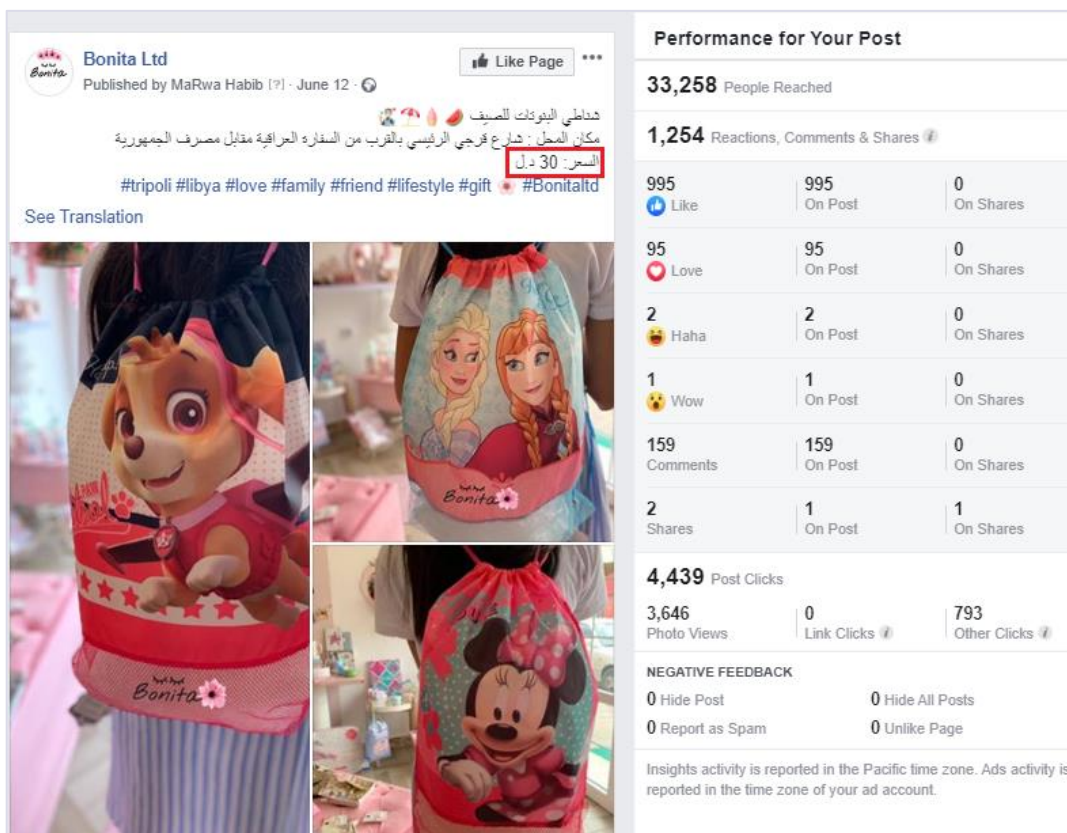 Bonita Ltd
Published by MaRwa Habib [?] · June 12 ·
Like Page
شناطي البنوتات للصيف
مكان المحل : شارع قرجي الرئيسي بالقرب من السفاره العراقية مقابل مصرف الجمهورية
السعر: 30 د.ل
#tripoli #libya #love #family #friend #lifestyle #gift 🌸 #Bonitaltd
See Translation
Bonita
Bonita
Bonita
Performance for Your Post
33,258 People Reached
1,254 Reactions, Comments & Shares
995 995 0
Like On Post On Shares
95 95 0
Love On Post On Shares
2 2 0
Haha On Post On Shares
1 1 0
Wow On Post On Shares
159 159 0
Comments On Post On Shares
2 1 1
Shares On Post On Shares
4,439 Post Clicks
3,646 0 793
Photo Views Link Clicks Other Clicks
NEGATIVE FEEDBACK
0 Hide Post 0 Hide All Posts
0 Report as Spam 0 Unlike Page
Insights activity is reported in the Pacific time zone. Ads activity is
reported in the time zone of your ad account.